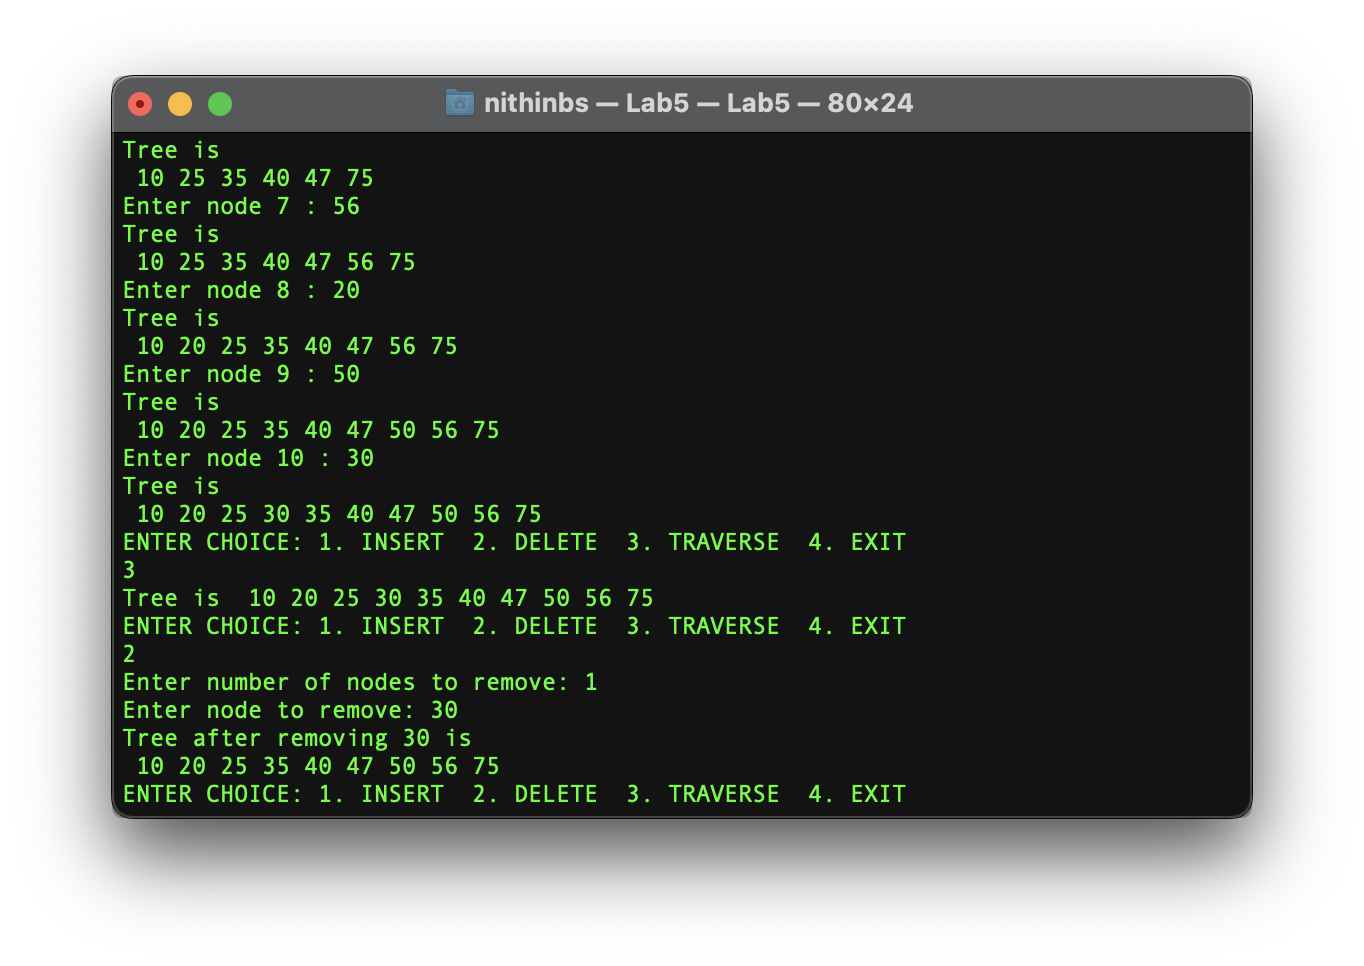 nithinbs — Lab5 — Lab5 — 80×24
Tree is
 10 25 35 40 47 75
Enter node 7 : 56
Tree is
 10 25 35 40 47 56 75
Enter node 8 : 20
Tree is
 10 20 25 35 40 47 56 75
Enter node 9 : 50
Tree is
 10 20 25 35 40 47 50 56 75
Enter node 10 : 30
Tree is
 10 20 25 30 35 40 47 50 56 75
ENTER CHOICE: 1. INSERT  2. DELETE  3. TRAVERSE  4. EXIT
3
Tree is  10 20 25 30 35 40 47 50 56 75
ENTER CHOICE: 1. INSERT  2. DELETE  3. TRAVERSE  4. EXIT
2
Enter number of nodes to remove: 1
Enter node to remove: 30
Tree after removing 30 is
 10 20 25 35 40 47 50 56 75
ENTER CHOICE: 1. INSERT  2. DELETE  3. TRAVERSE  4. EXIT